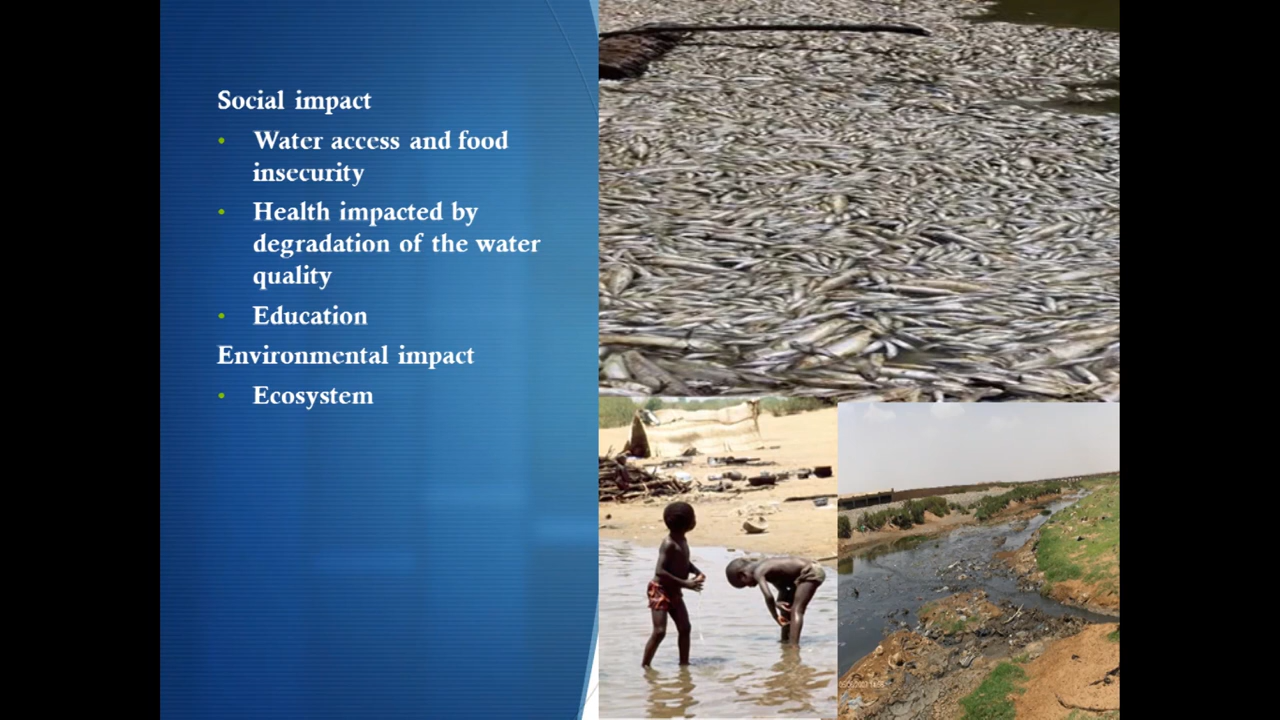 Social impact
• Water access and food
insecurity
• Health impacted by
degradation of the water
quality
• Education
Environmental impact
• Ecosystem